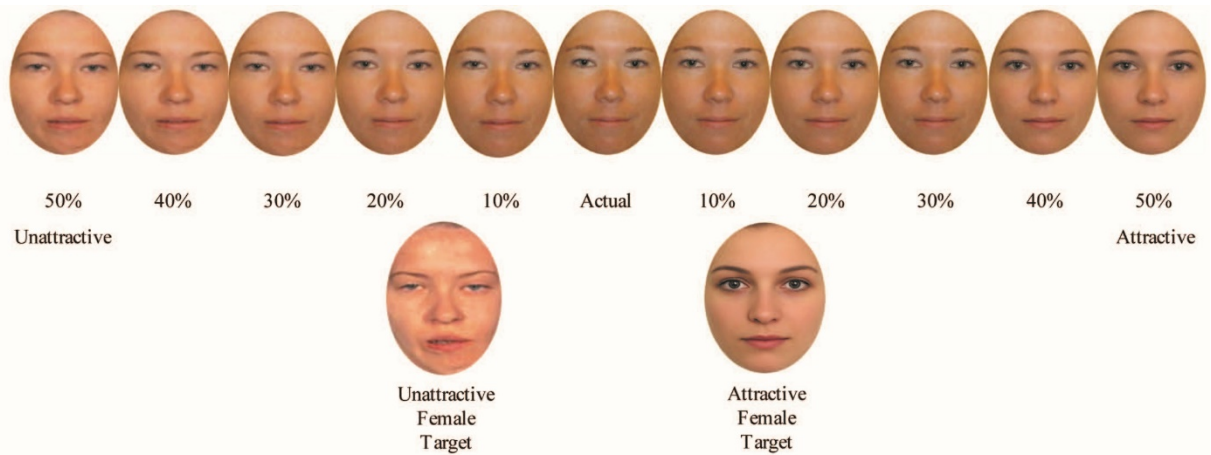 50% 40% 30% 20% 10% Actual 10% 20% 30% 40% 50%
Unattractive Attractive
Unattractive
Female
Target
Attractive
Female
Target